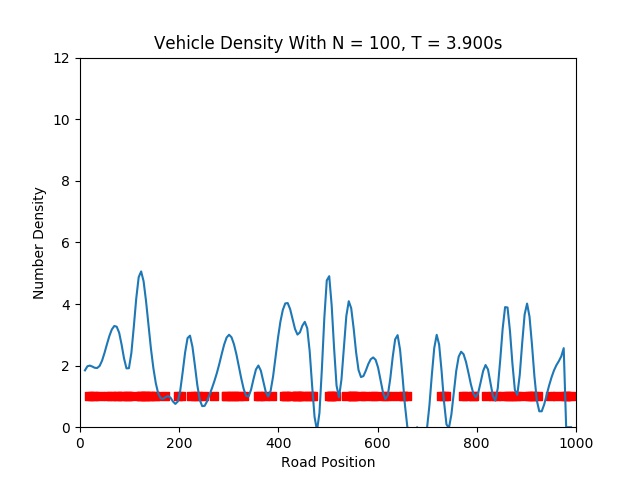 Vehicle Density With N = 100, T = 3.900s
12
10
8
6
4
2
0
Number Density
0 200 400 600 800 1000
Road Position